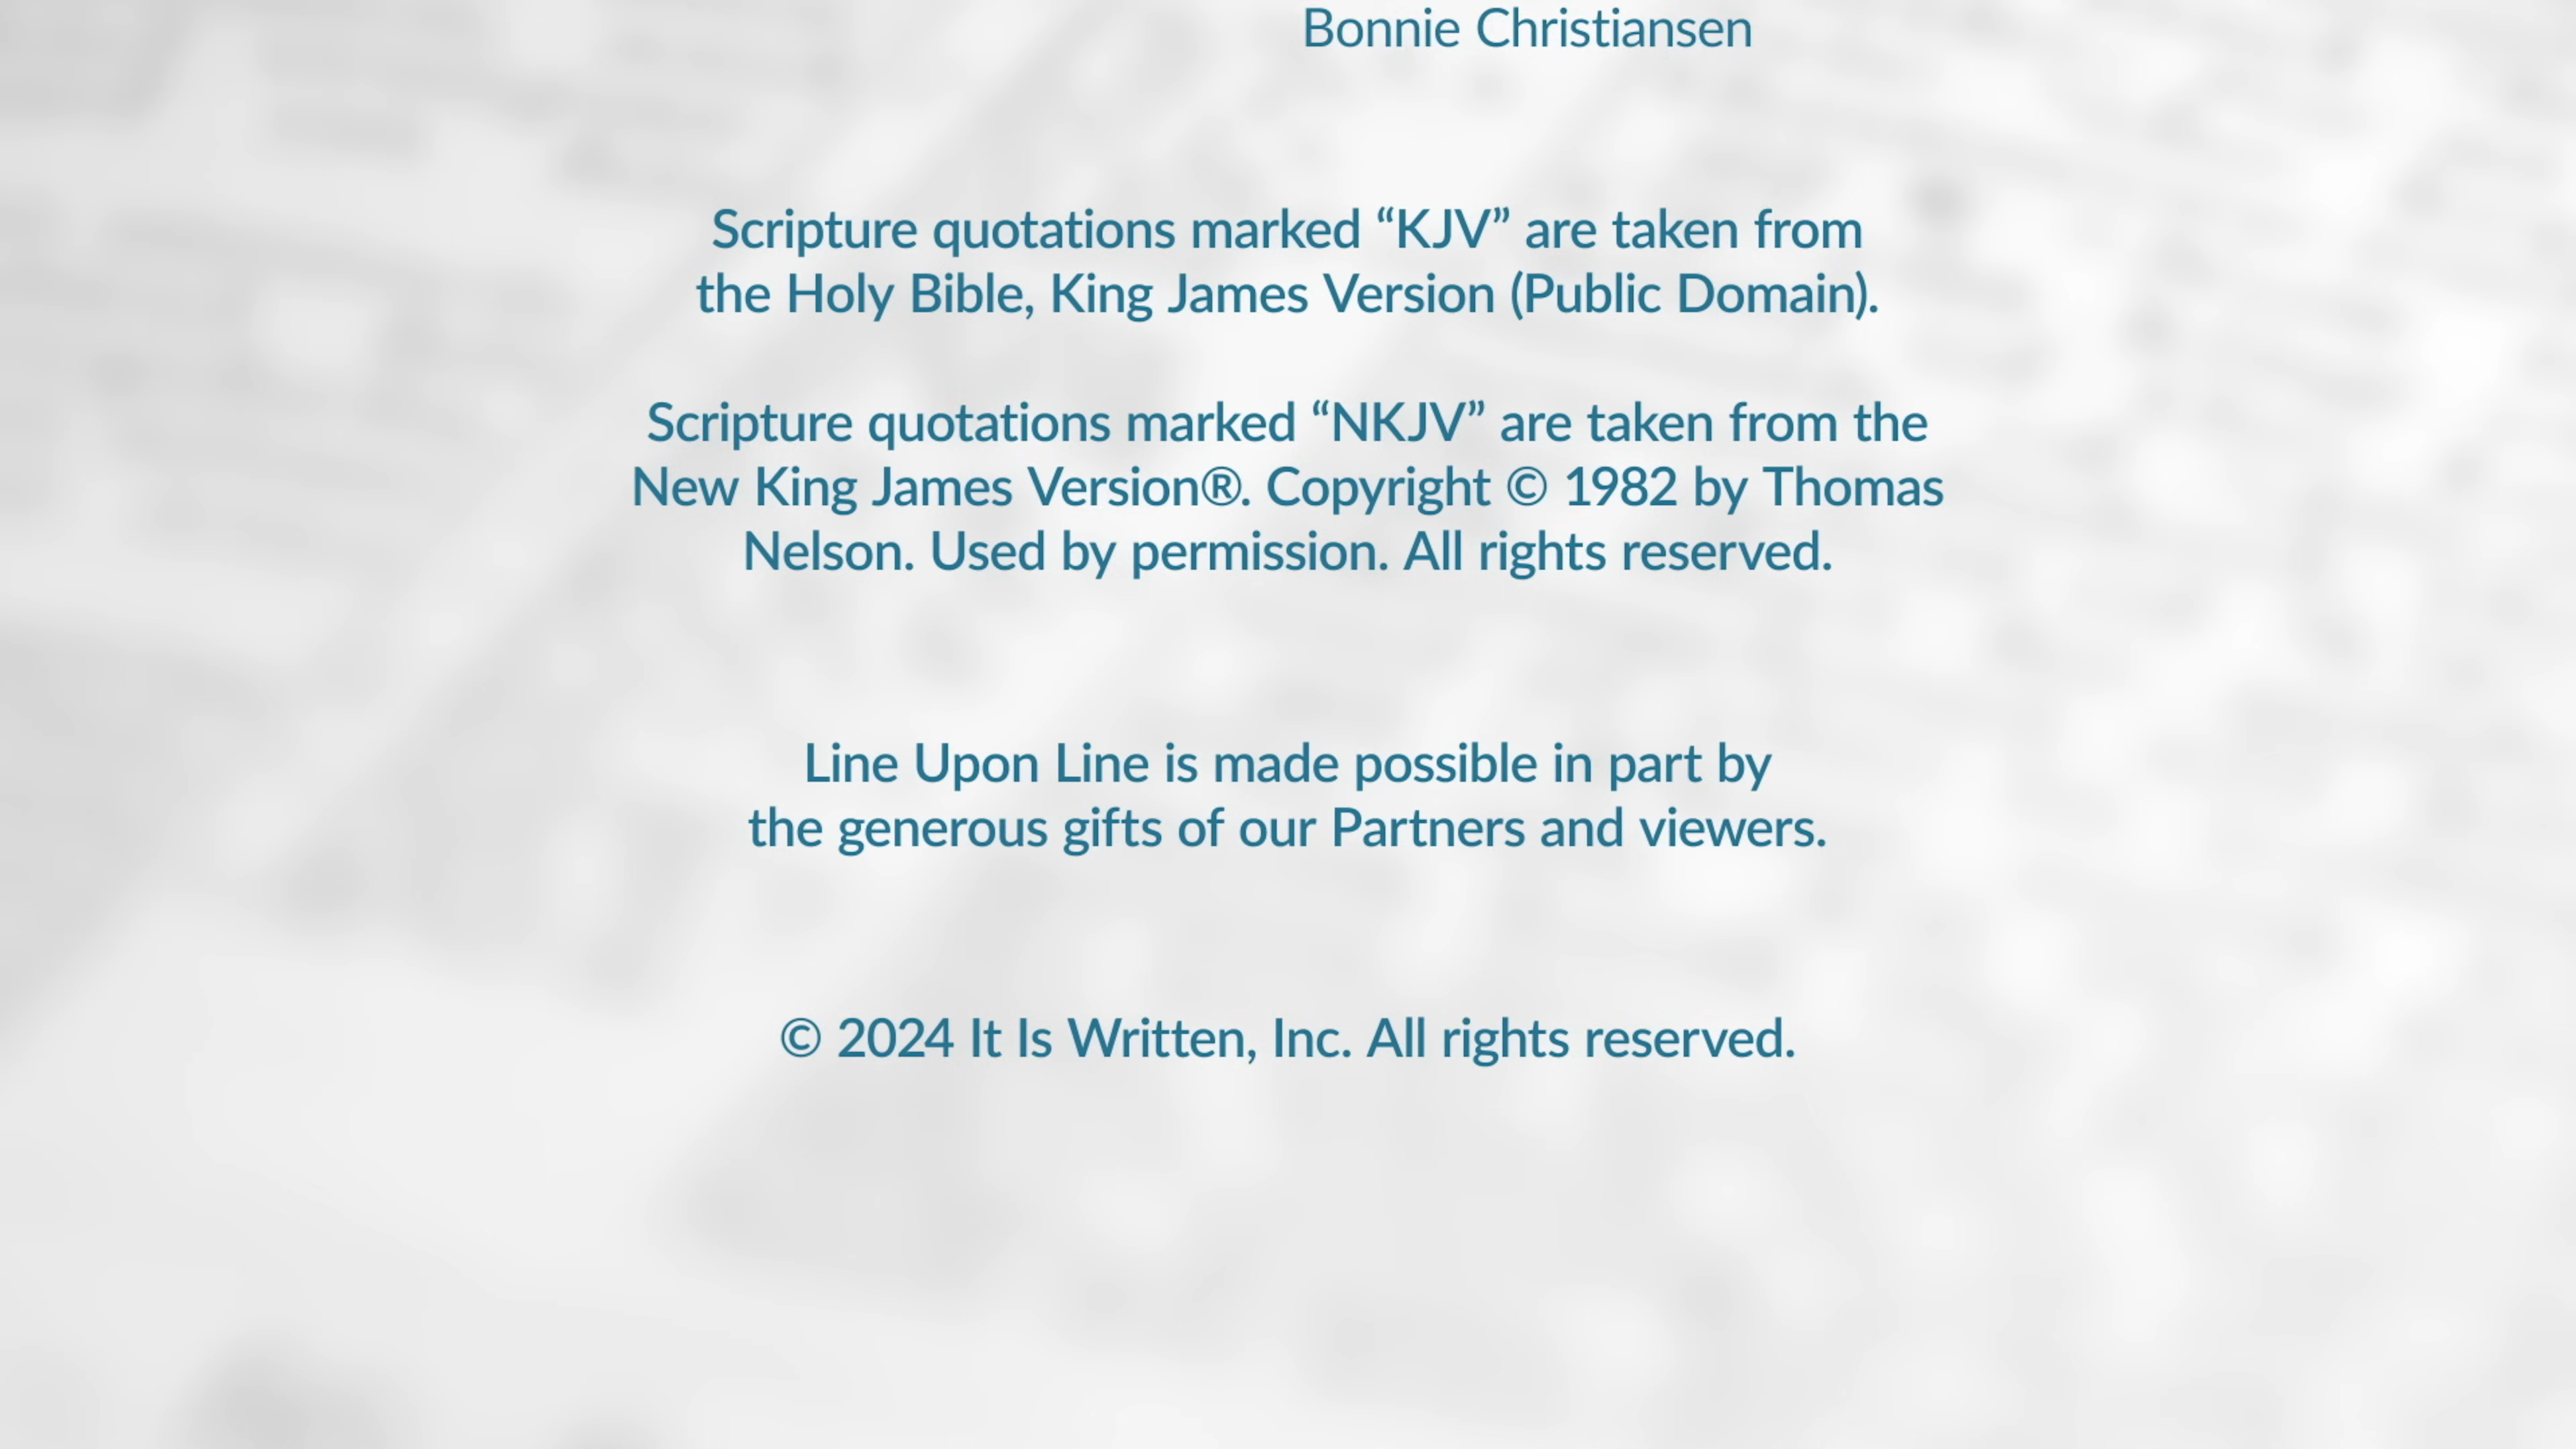 Bonnie Christiansen
Scripture quotations marked “KJV” are taken from
the Holy Bible, King James Version (Public Domain).
Scripture quotations marked “NKJV” are taken from the
New King James Version®. Copyright © 1982 by Thomas
Nelson. Used by permission. All rights reserved.
Line Upon Line is made possible in part by
the generous gifts of our Partners and viewers.
© 2024 It Is Written, Inc. All rights reserved.